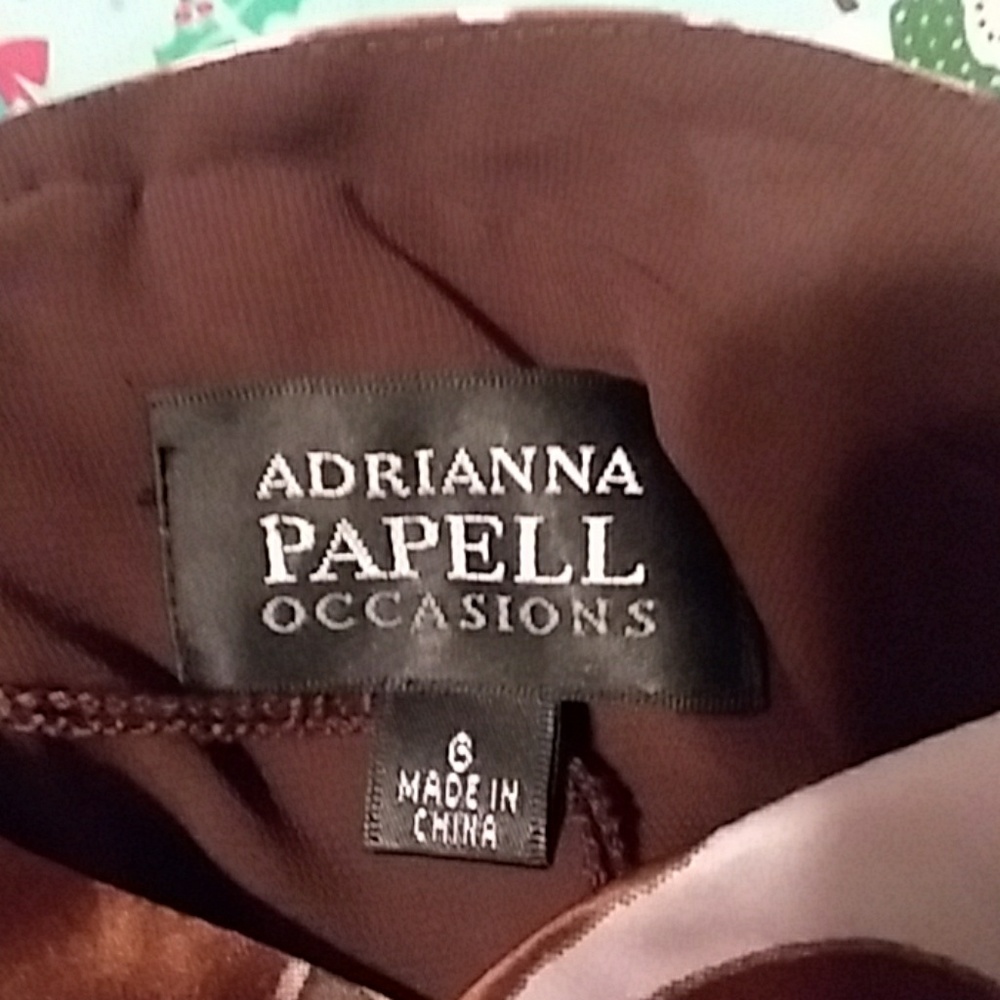 ADRIANNA
PAPELL
OCCASIONS
6
MADE IN
CHINA